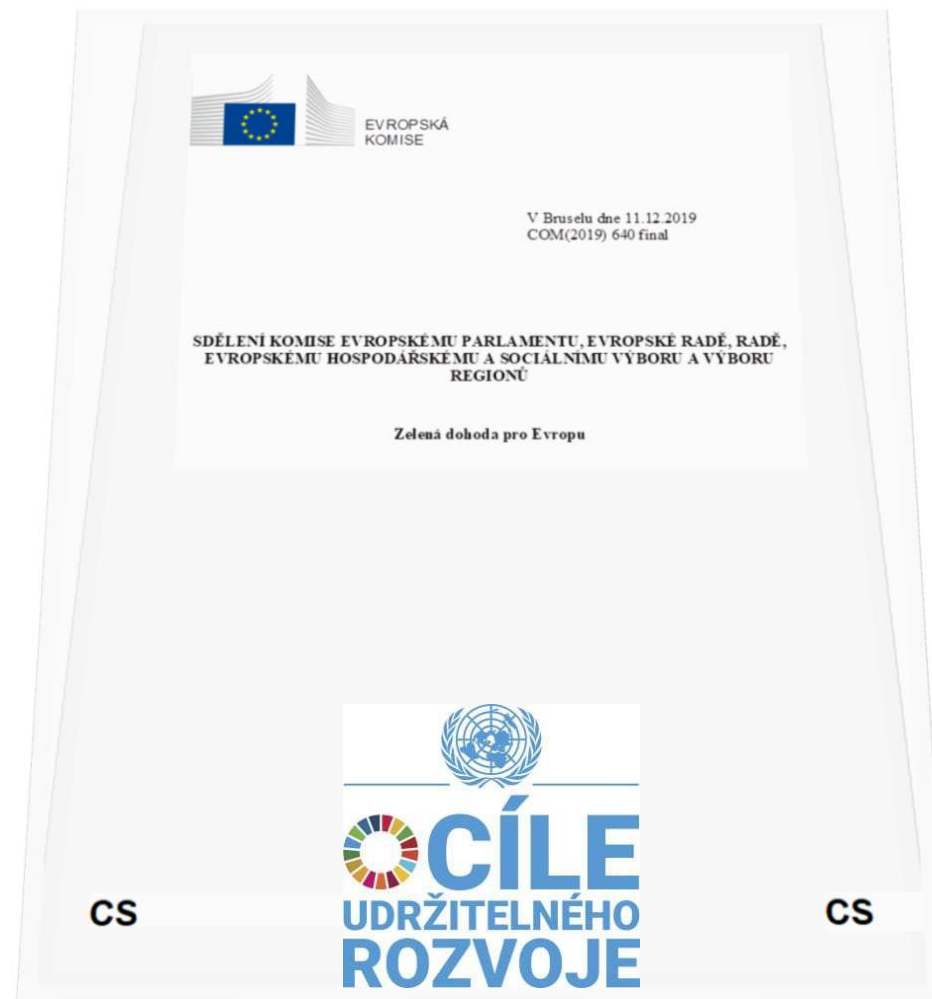 EVROPSKÁ
KOMISE
V Bruselu dne 11.12.2019
COM(2019) 640 final
SDĚLENÍ KOMISE EVROPSKÉMU PARLAMENTU, EVROPSKÉ RADĚ, RADĚ,
EVROPSKÉMU HOSPODÁŘSKÉMU A SOCIÁLNÍMU VÝBORU A VÝBORU
REGIONŮ
Zelená dohoda pro Evropu
CÍLE
UDRŽITELNÉHO
ROZVOJE
CS
CS